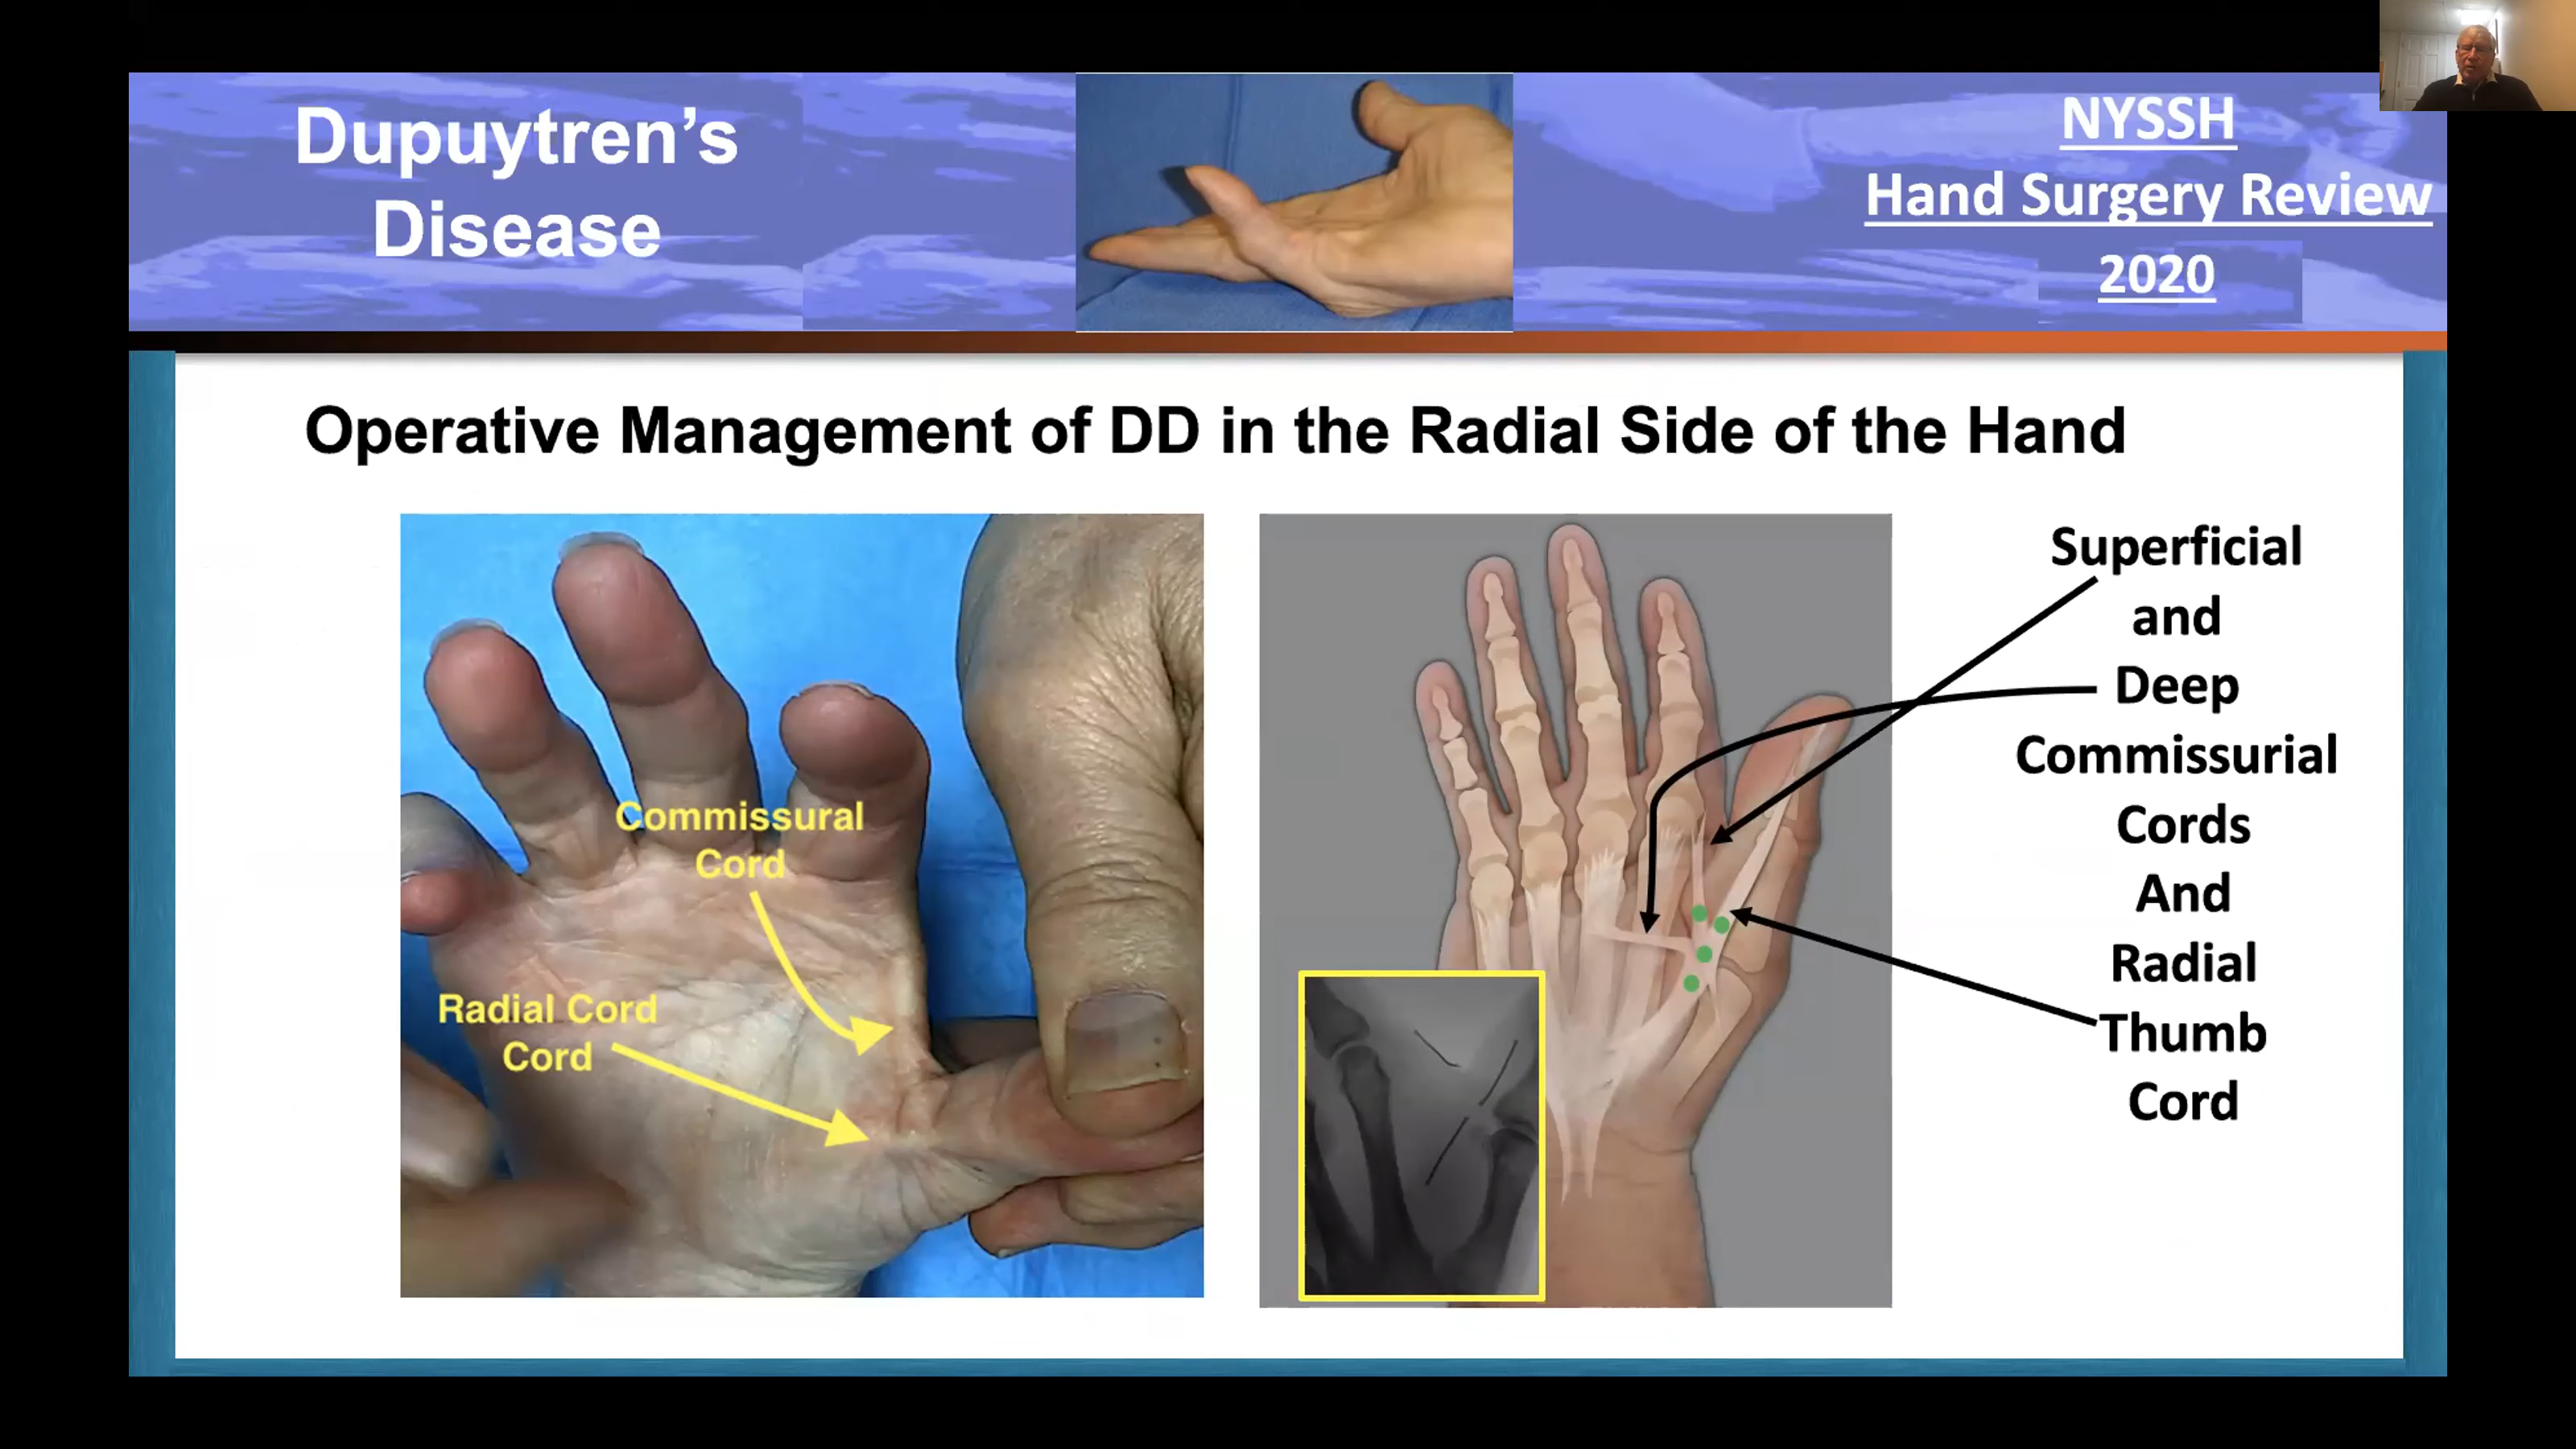 Dupuytren's
Disease
NYSSH
Hand Surgery Review
2020
Operative Management of DD in the Radial Side of the Hand
Commissural
Cord
Radial Cord
Cord
Superficial
and
Deep
Commissurial
Cords
And
Radial
Thumb
Cord